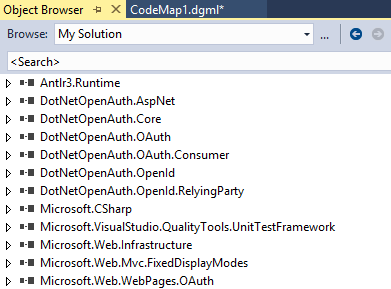 Object Browser CodeMap1.dgml*
Browse: My Solution ...
<Search>
Antlr3.Runtime
DotNetOpenAuth.AspNet
DotNetOpenAuth.Core
DotNetOpenAuth.OAuth
DotNetOpenAuth.OAuth.Consumer
DotNetOpenAuth.OpenId
DotNetOpenAuth.OpenId.RelyingParty
Microsoft.CSharp
Microsoft.VisualStudio.QualityTools.UnitTestFramework
Microsoft.Web.Infrastructure
Microsoft.Web.Mvc.FixedDisplayModes
Microsoft.Web.WebPages.OAuth